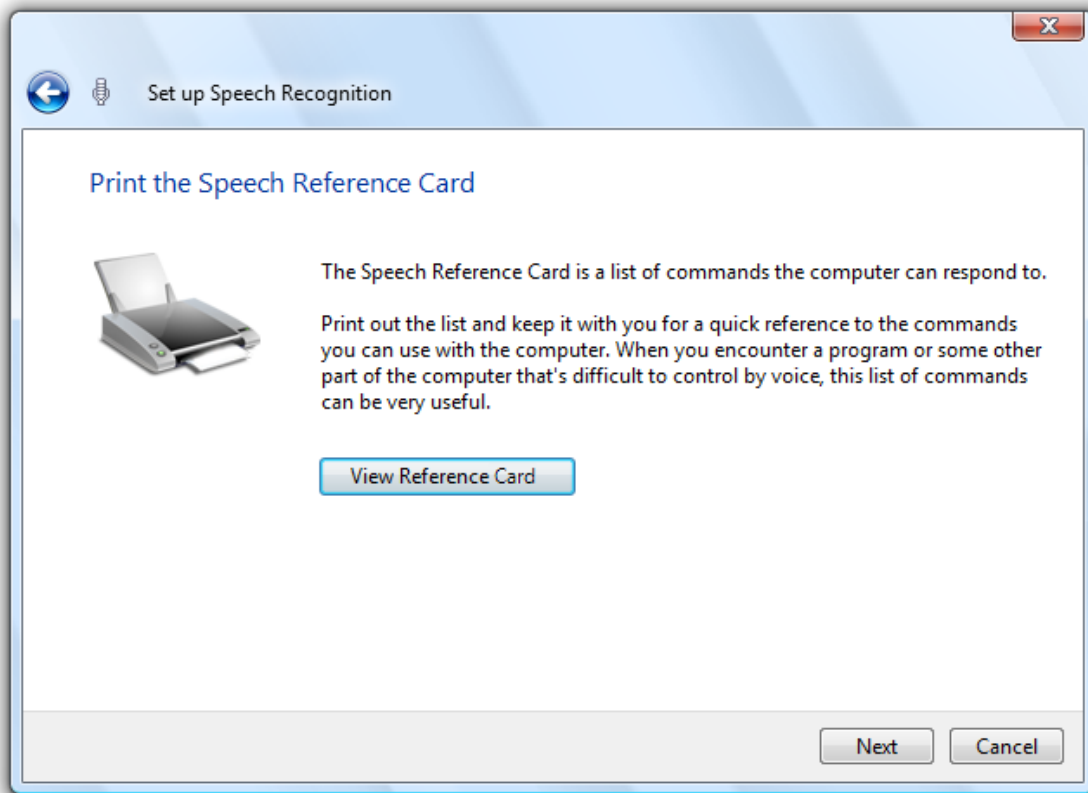 Set up Speech Recognition
Print the Speech Reference Card
The Speech Reference Card is a list of commands the computer can respond to.
Print out the list and keep it with you for a quick reference to the commands
you can use with the computer. When you encounter a program or some other
part of the computer that's difficult to control by voice, this list of commands
can be very useful.
View Reference Card
Next
Cancel